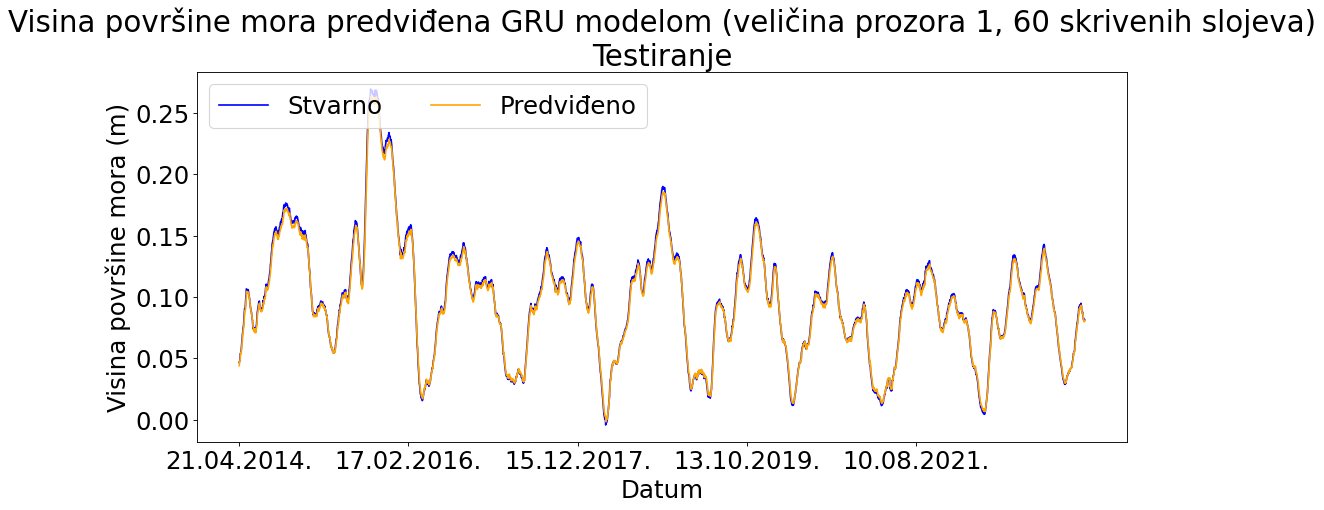 Visina površine mora predviđena GRU modelom (veličina prozora 1, 60 skrivenih slojeva)
Testiranje
Stvarno Predviđeno
Visina površine mora (m)
0.25
0.20
0.15
0.10
0.05
0.00
21.04.2014. 17.02.2016. 15.12.2017. 13.10.2019. 10.08.2021.
Datum